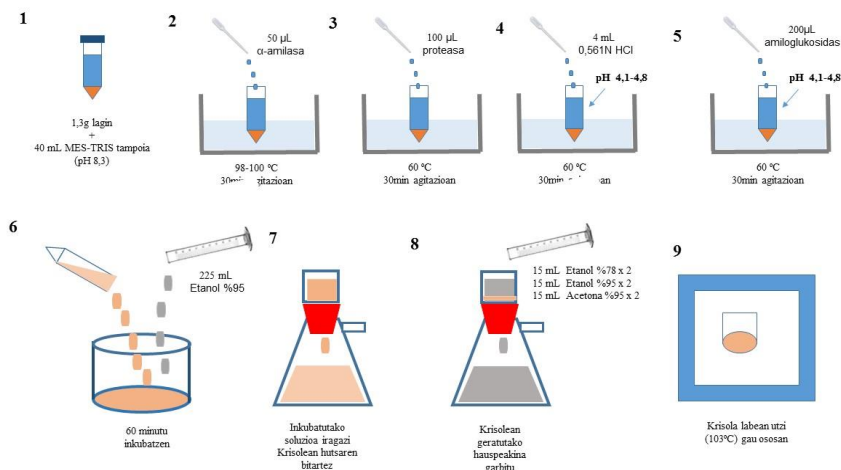 1
1,3g lagin
+
40 mL MES-TRIS tampoia
(pH 8,3)
2
50 µL
α-amilasa
98-100 ºC
30min agitazioan
3
100 µL
proteasa
60 ºC
30min agitazioan
4
4 mL
0,561N HCl
pH 4,1-4,8
60 ºC
30min
5
200µL
amiloglukosidas
pH 4,1-4,8
60 ºC
30min agitazioan
6
225 mL
Etanol %95
60 minutu
inkubatzen
7
Inkubatutako
soluzioa iragazi
Krisolean hutsaren
bitartez
8
15 mL Etanol %78 x 2
15 mL Etanol %95 x 2
15 mL Acetona %95 x 2
Krisolean
geratutako
hauspeakina
garbitu
9
Krisola labean utzi
(103ºC) gau ososan